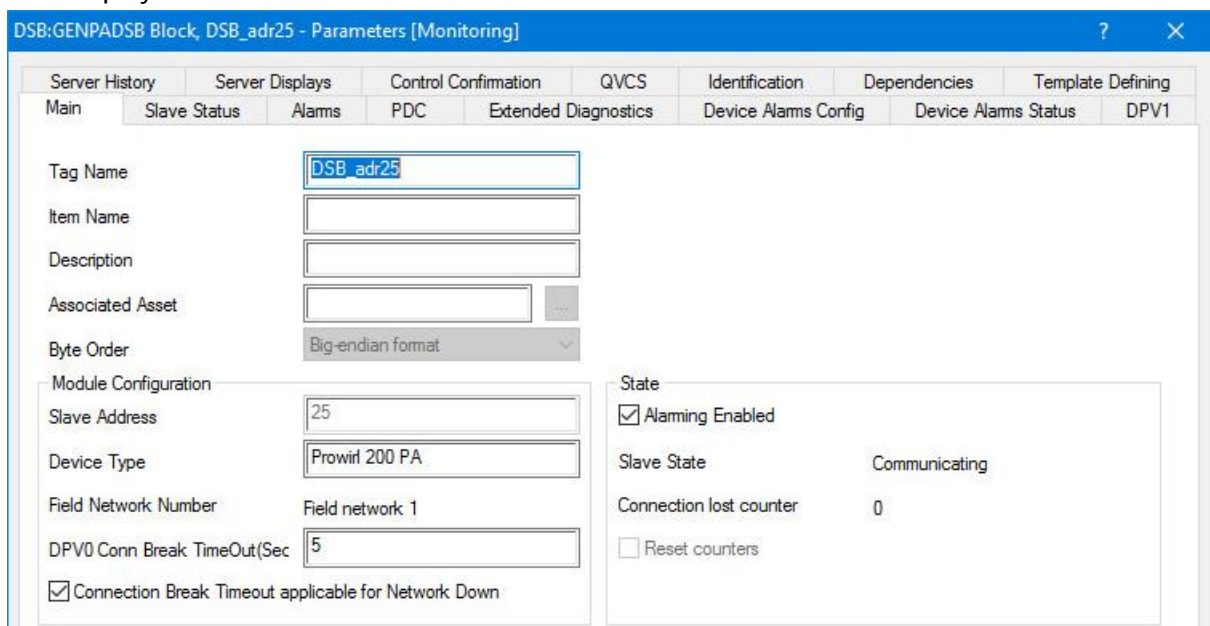 DSB:GENPADSB Block, DSB_adr25 - Parameters [Monitoring] ? ×
Server History Server Displays Control Confirmation QVCS Identification Dependencies Template Defining
Main Slave Status Alarms PDC Extended Diagnostics Device Alarms Config Device Alarms Status DPV1
Tag Name DSB_adr25
Item Name
Description
Associated Asset ...
Byte Order Big-endian format
Module Configuration
Slave Address 25
Device Type Prowirl 200 PA
Field Network Number Field network 1
DPV0 Conn Break TimeOut(Sec 5
Connection Break Timeout applicable for Network Down
State
Alarming Enabled
Slave State Communicating
Connection lost counter 0
Reset counters